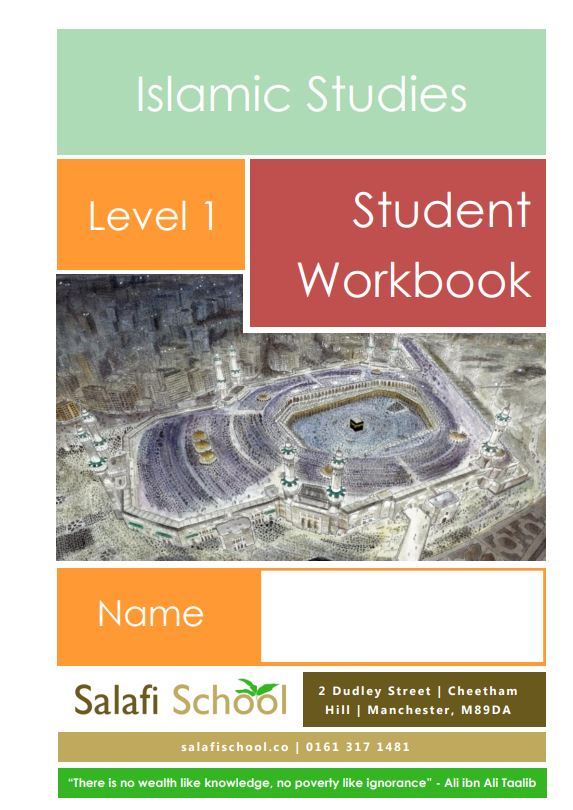 Islamic Studies
Level 1
Student
Workbook
Name
Salafi School
2 Dudley Street | Cheetham
Hill | Manchester, M89DA
salafischool.co | 0161 317 1481
“There is no wealth like knowledge, no poverty like ignorance” - Ali ibn Ali Taalib